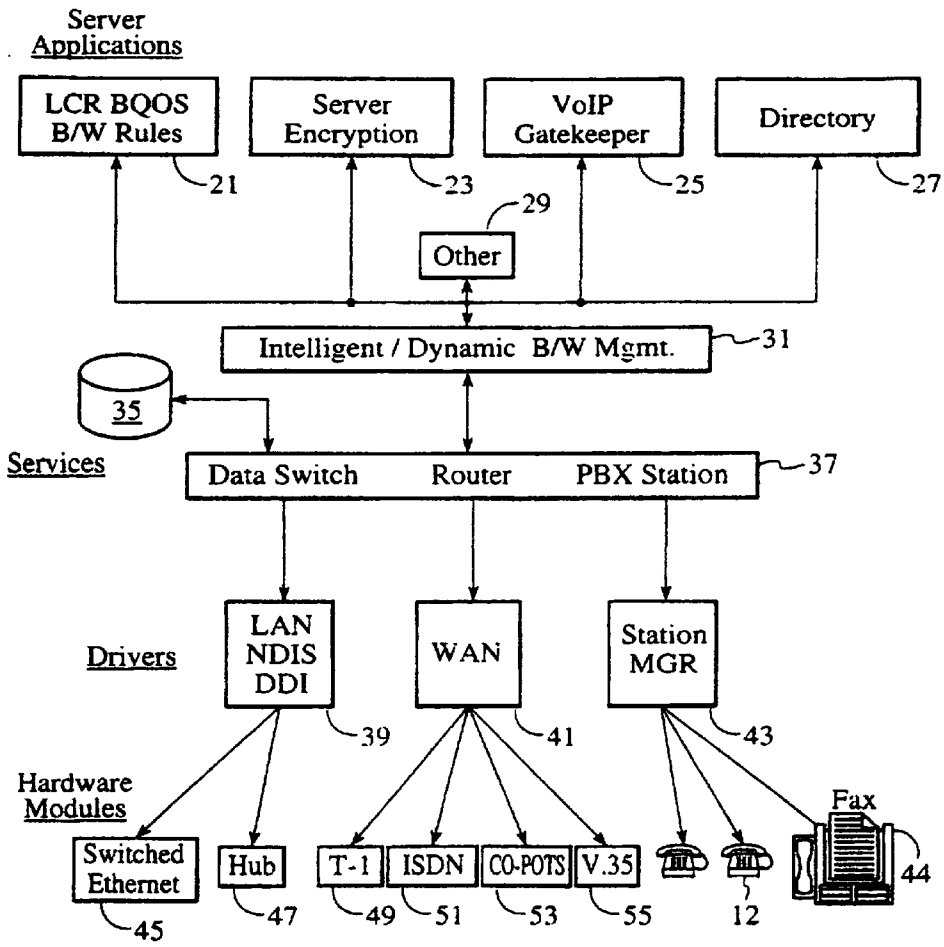 Server
Applications
LCR BQOS
B/W Rules
Server
Encryption
VoIP
Gatekeeper
Directory
21
23
25
27
29
Other
Intelligent / Dynamic B/W Mgmt.
31
35
Services
Data Switch Router PBX Station
37
Drivers
LAN
NDIS
DDI
WAN
Station
MGR
39
41
43
Hardware
Modules
Fax
Switched
Ethernet
Hub
T-1
ISDN
CO-POTS
V.35
44
45
47
49
51
53
55
12